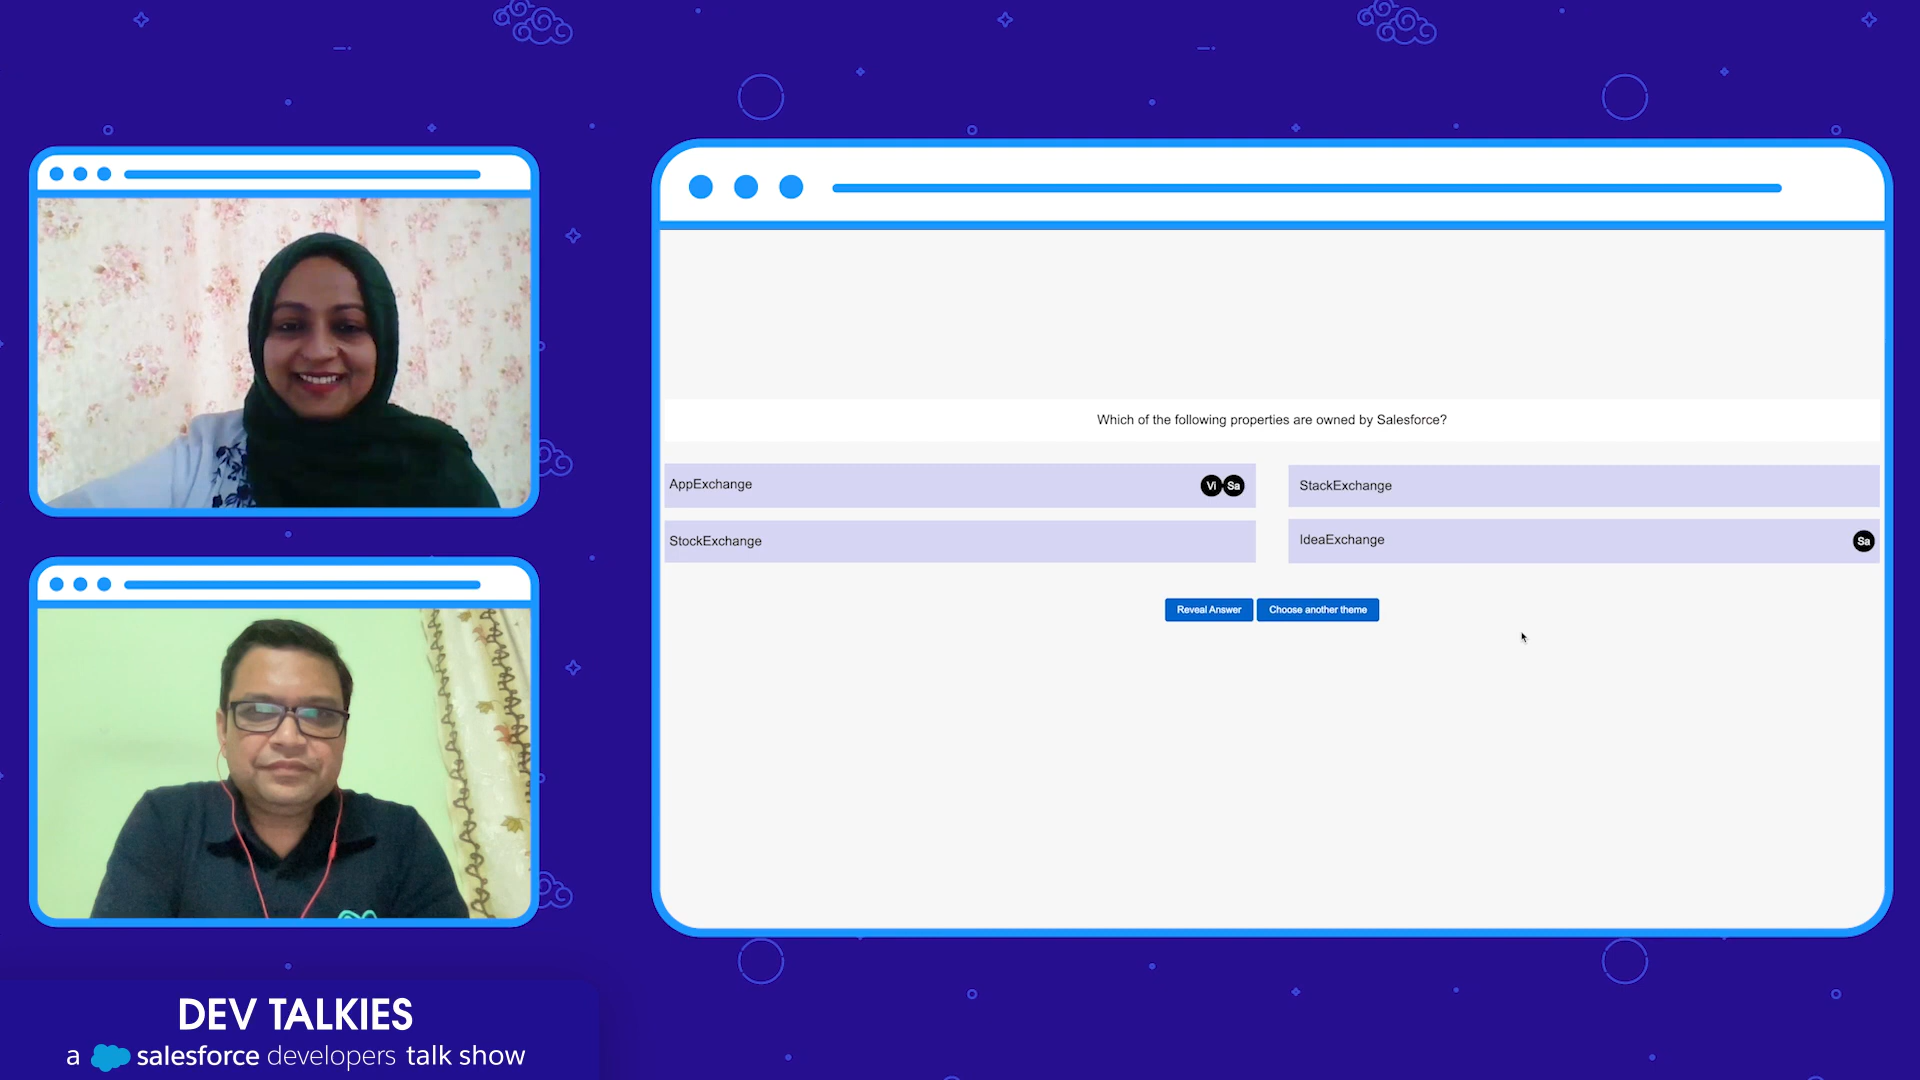 Which of the following properties are owned by Salesforce?
AppExchange Vi Sa
StackExchange
StockExchange
IdeaExchange Sa
Reveal Answer Choose another theme
DEV TALKIES
a salesforce developers talk show